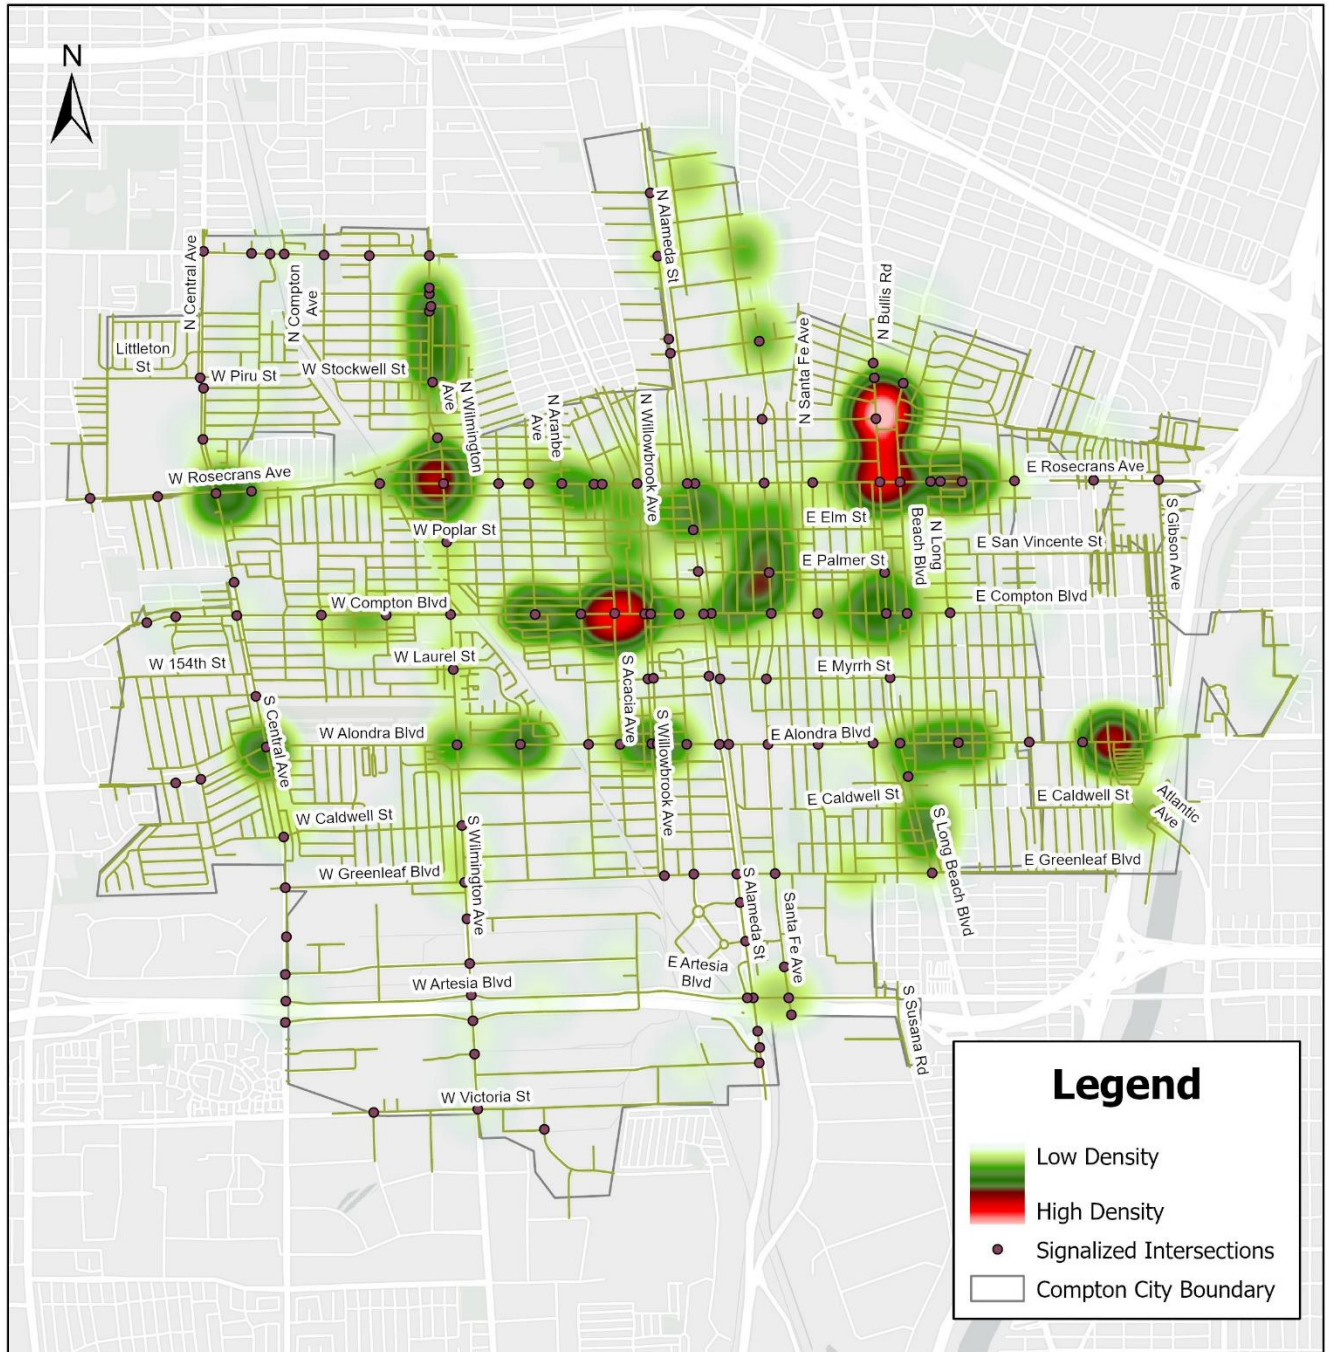 N
N Alameda St
N Central Ave
N Compton
Ave
N Bullis Rd
Littleton
St
W Piru St
W Stockwell St
N Wilmington
Ave
N Aranbe
Ave
N Willowbrook Ave
N Santa Fe Ave
W Rosecrans Ave
E Rosecrans Ave
W Poplar St
E Elm St
N Long
Beach Blvd
E San Vincente St
S Gibson Ave
E Palmer St
W Compton Blvd
E Compton Blvd
W 154th St
W Laurel St
E Myrrh St
S Acacia Ave
S Central Ave
S Willowbrook Ave
W Alondra Blvd
E Alondra Blvd
W Caldwell St
E Caldwell St
E Caldwell St
Atlantic
Ave
S Wilmington Ave
S Long Beach Blvd
W Greenleaf Blvd
E Greenleaf Blvd
S Alameda St
Santa Fe Ave
E Artesia
Blvd
W Artesia Blvd
S Susana Rd
W Victoria St
Legend
Low Density
High Density
Signalized Intersections
Compton City Boundary